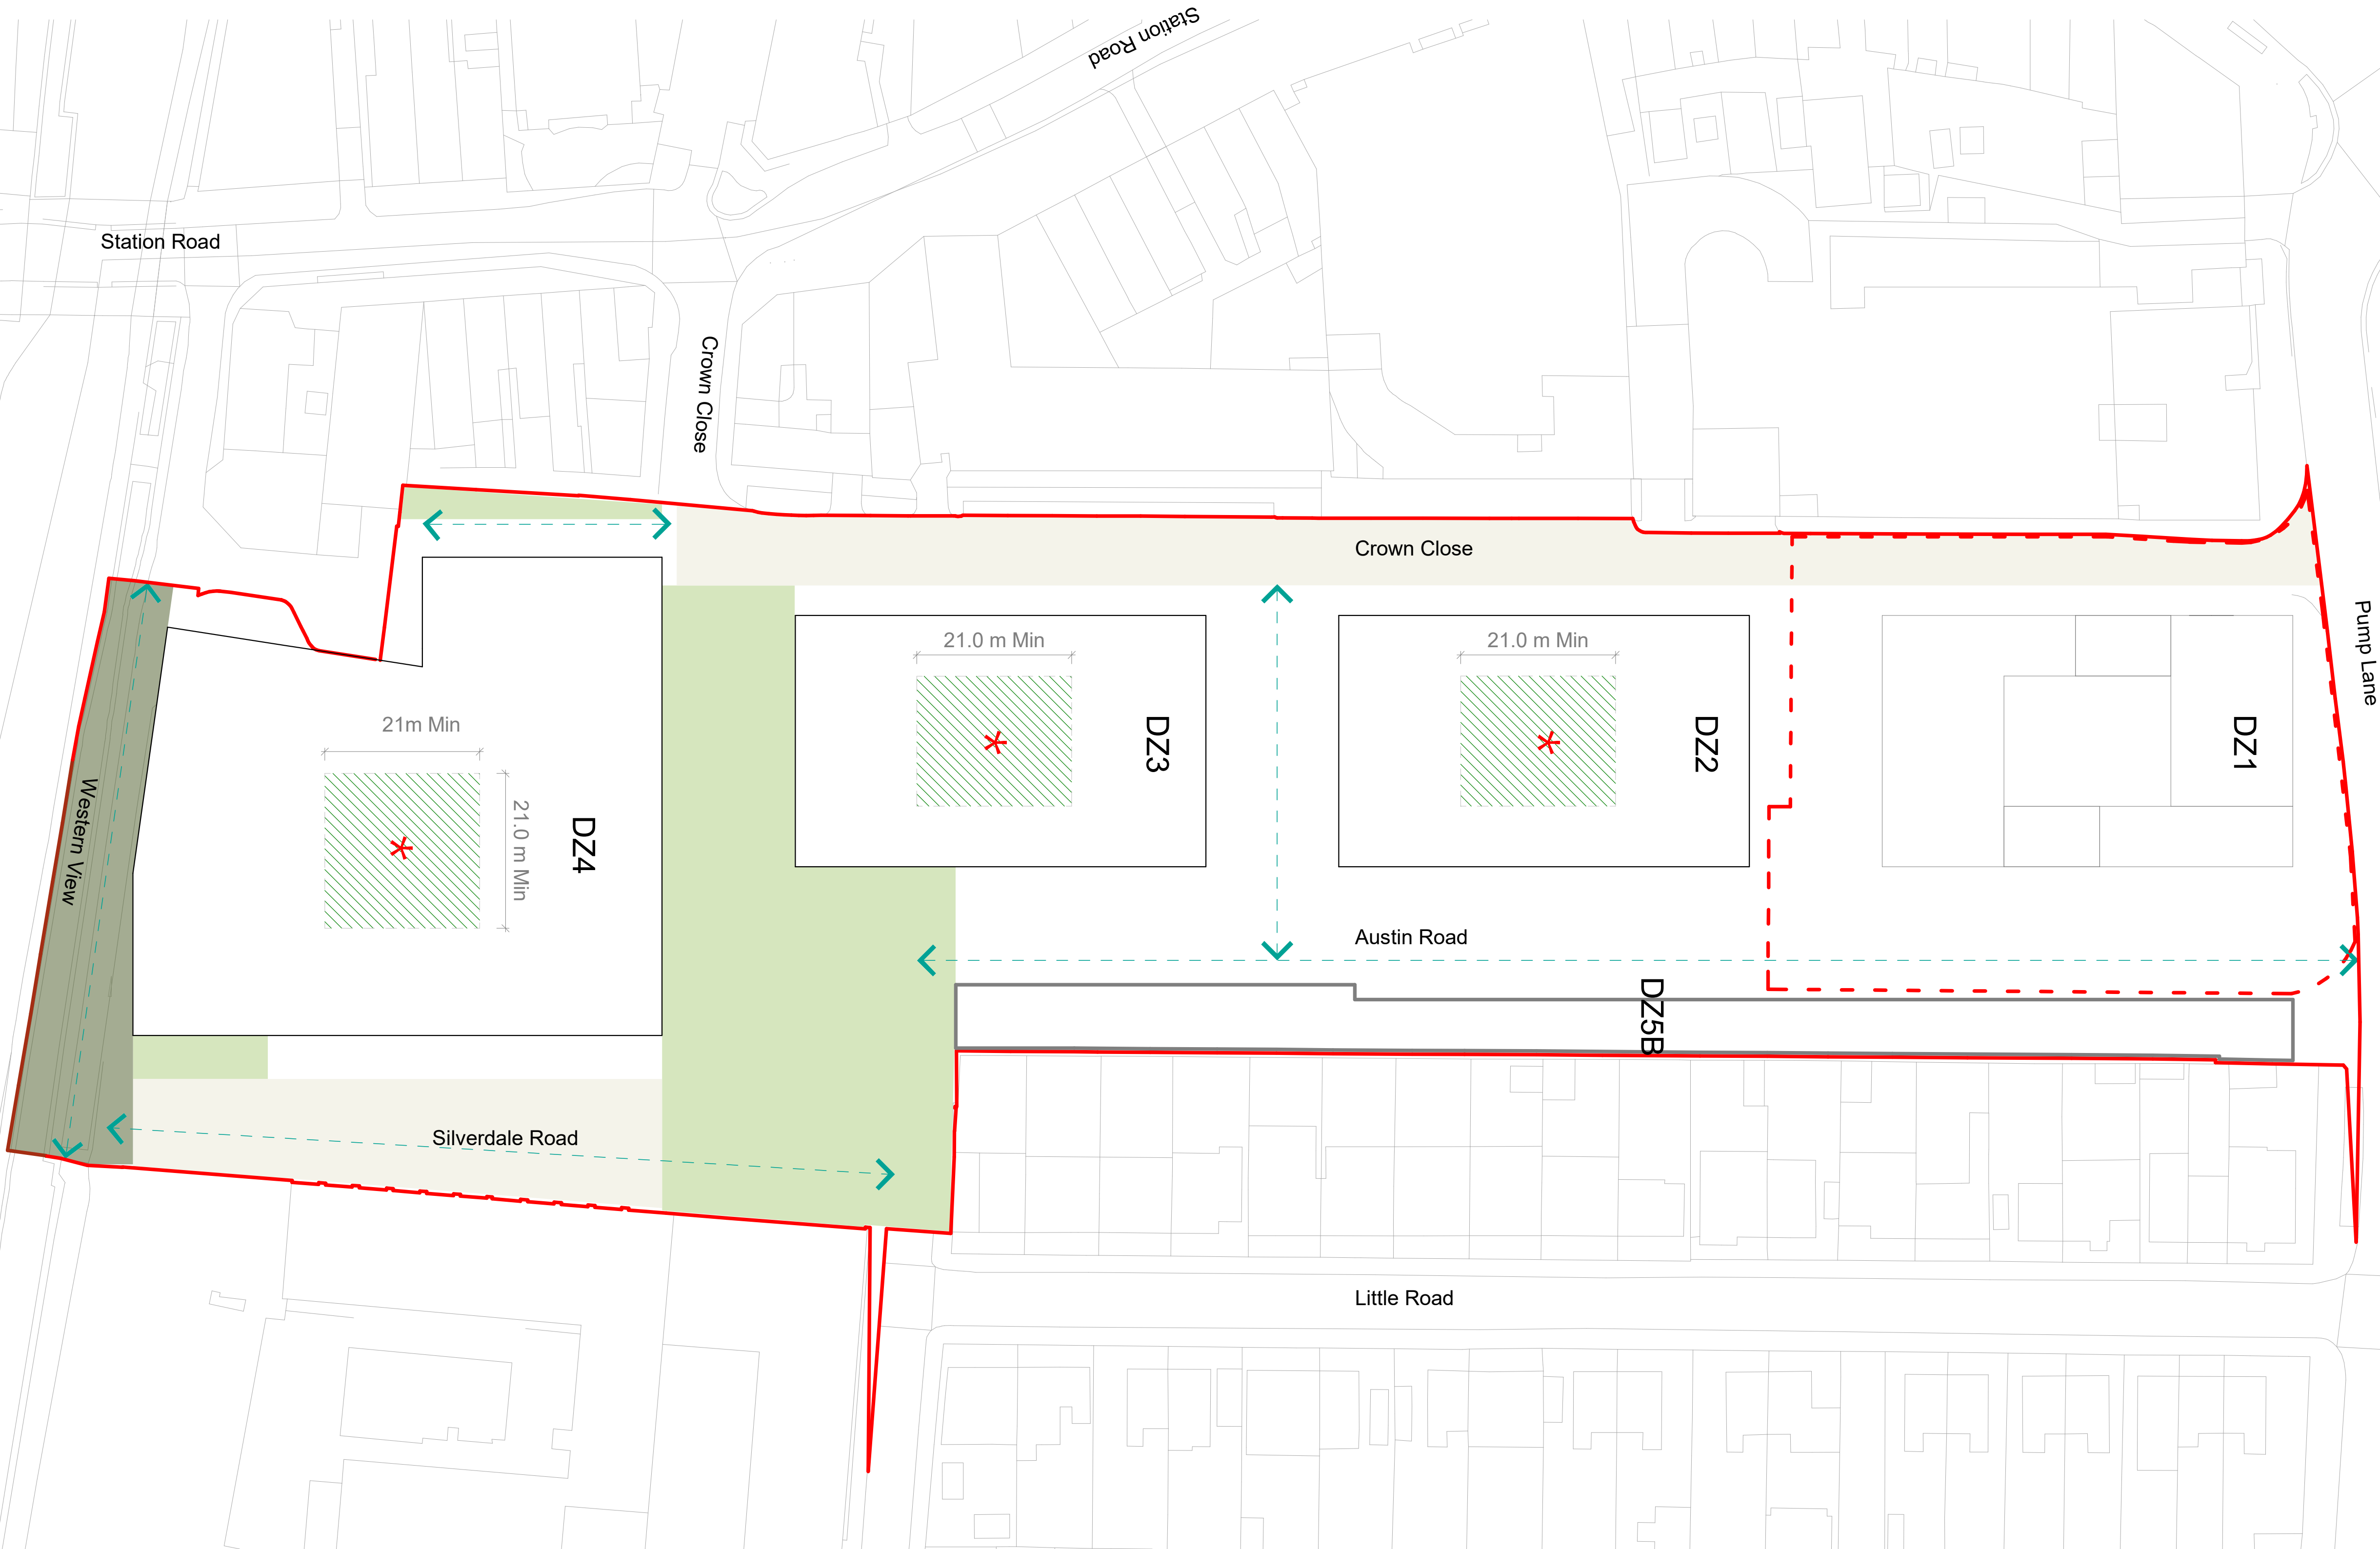 Station Road
Station Road
Crown Close
Crown Close
Pump Lane
21.0 m Min
21.0 m Min
21m Min
21.0 m Min
DZ4
DZ3
DZ2
DZ1
Western View
Austin Road
DZ5B
Silverdale Road
Little Road